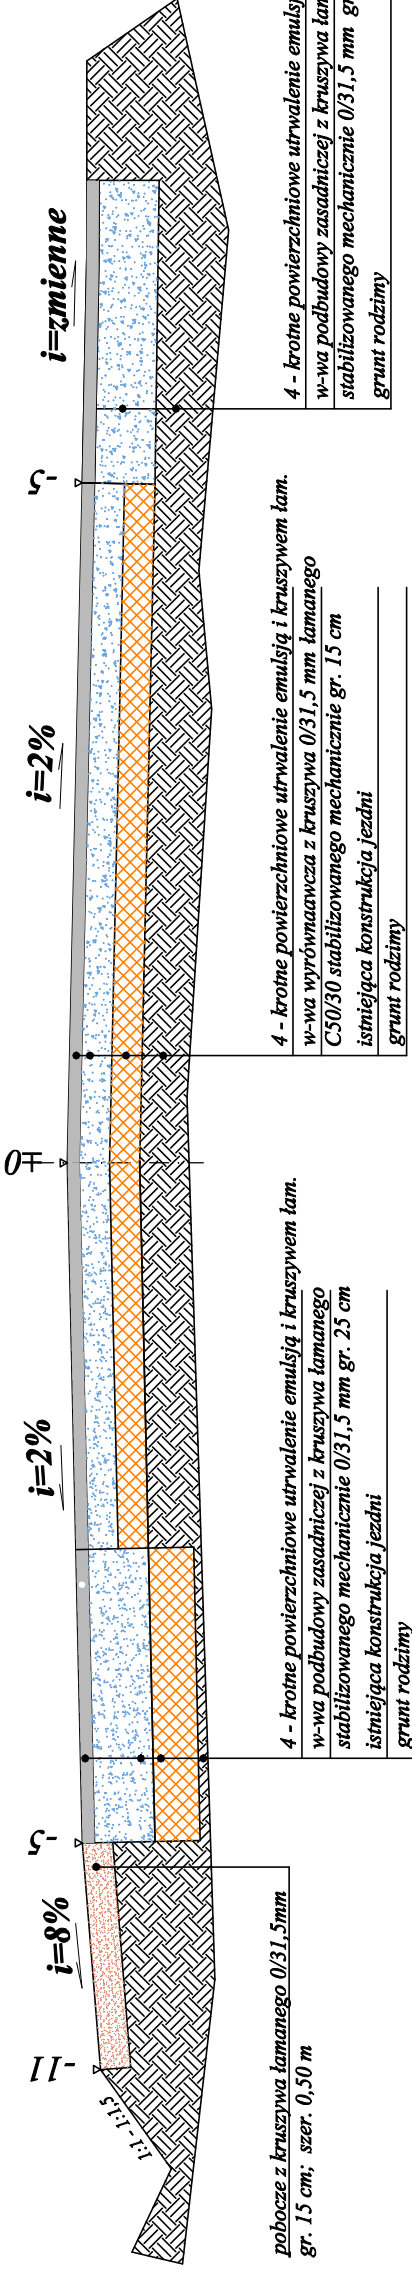 -11
i=8%
-5
i=2%
±0
i=2%
-5
i=zmienne
1:1 - 1:1,5
pobocze z kruszywa łamanego 0/31,5mm
gr. 15 cm; szer. 0,50 m
4 - krotne powierzchniowe utrwalenie emulsją i kruszywem łam.
w-wa podbudowy zasadniczej z kruszywa łamanego
stabilizowanego mechanicznie 0/31,5 mm gr. 25 cm
istniejąca konstrukcja jezdni
grunt rodzimy
4 - krotne powierzchniowe utrwalenie emulsją i kruszywem łam.
w-wa wyrównaawcza z kruszywa 0/31,5 mm łamanego
C50/30 stabilizowanego mechanicznie gr. 15 cm
istniejąca konstrukcja jezdni
grunt rodzimy
4 - krotne powierzchniowe utrwalenie
w-wa podbudowy zasadniczej z kruszywa
stabilizowanego mechanicznie 0/31,5 mm
grunt rodzimy